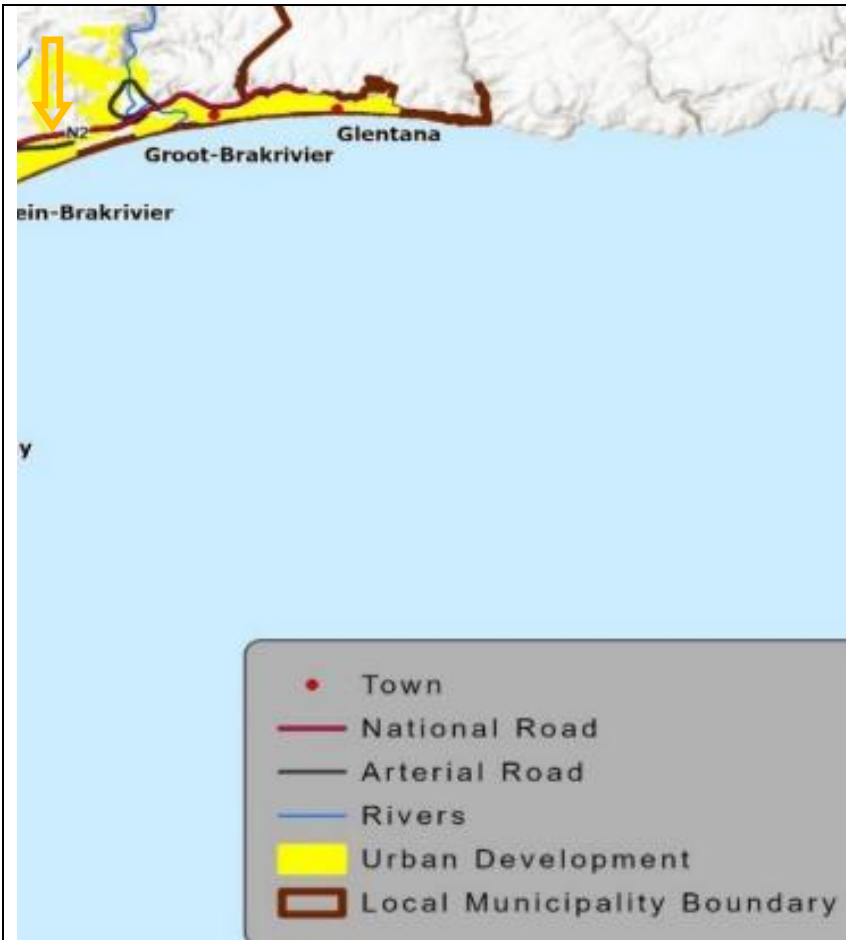 N2
Glentana
Groot-Brakrivier
ein-Brakrivier
y
Town
National Road
Arterial Road
Rivers
Urban Development
Local Municipality Boundary